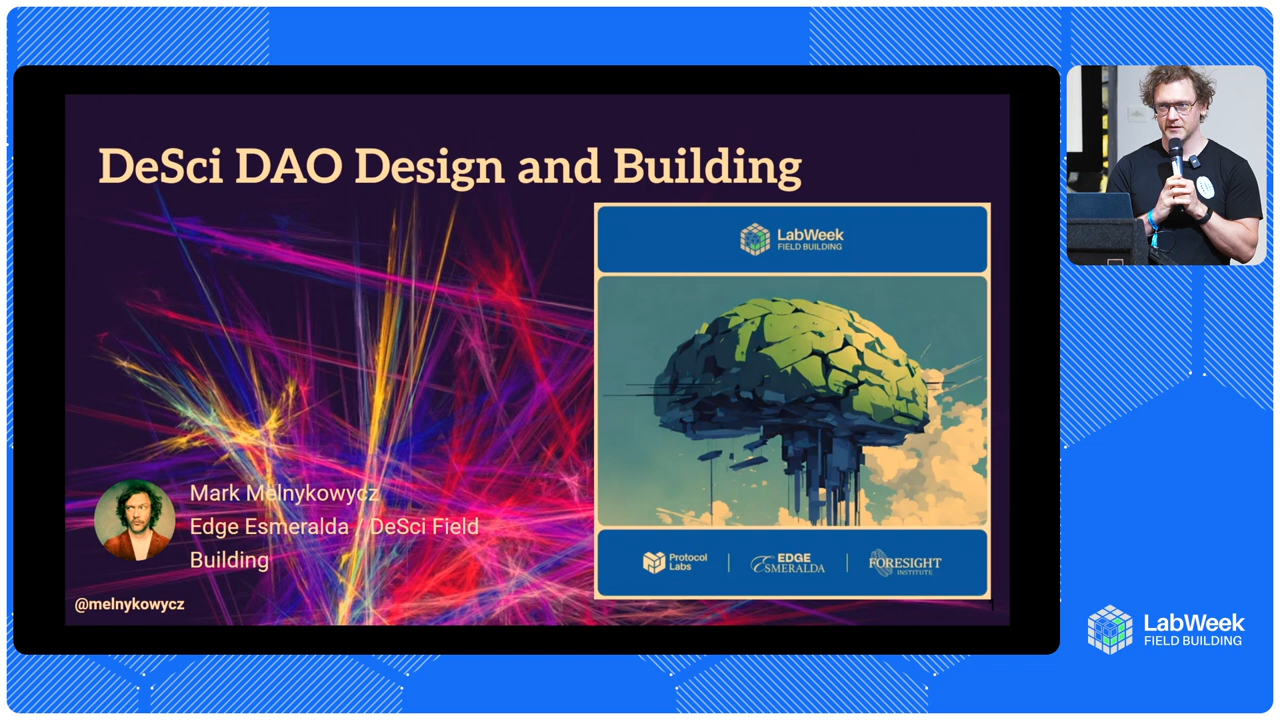 DeSci DAO Design and Building
LabWeek
FIELD BUILDING
Mark Melnykowycz
Edge Esmeralda / DeSci Field
Building
@melnykowycz
Protocol
Labs
EDGE
ESMERALDA
FORESIGHT
INSTITUTE
LabWeek
FIELD BUILDING